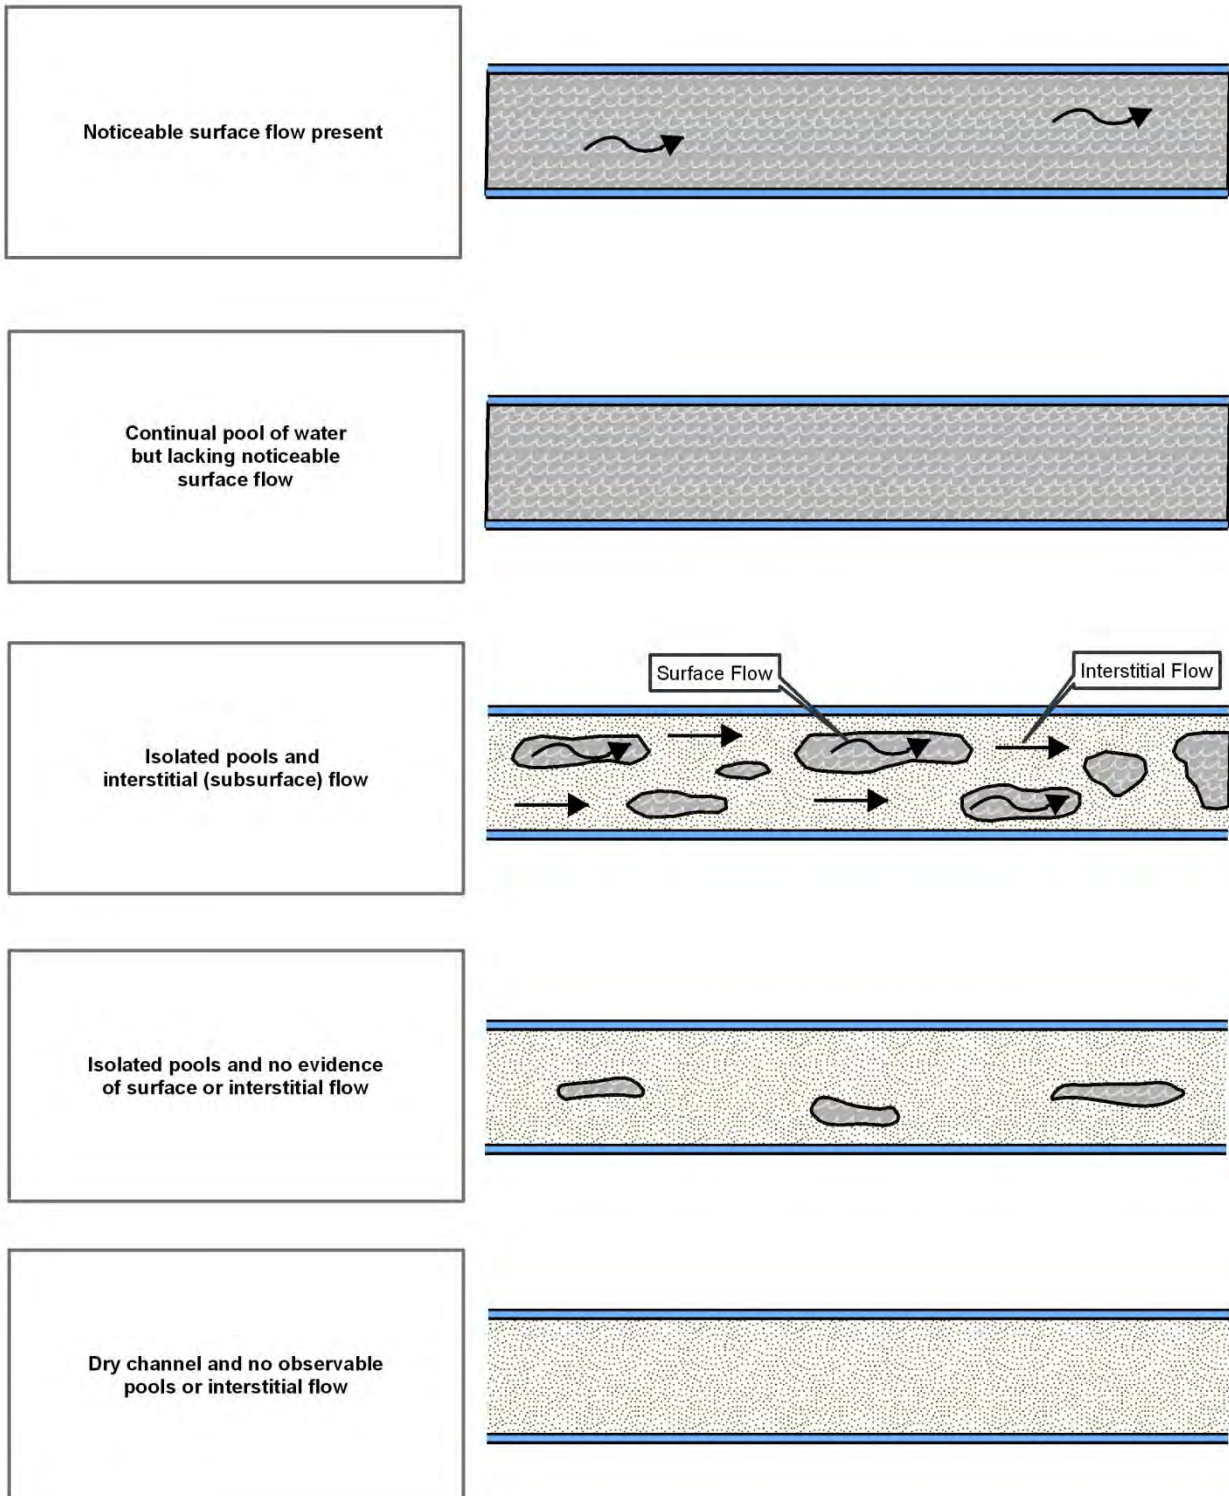 Noticeable surface flow present
Continual pool of water
but lacking noticeable
surface flow
Surface Flow
Interstitial Flow
Isolated pools and
interstitial (subsurface) flow
Isolated pools and no evidence
of surface or interstitial flow
Dry channel and no observable
pools or interstitial flow